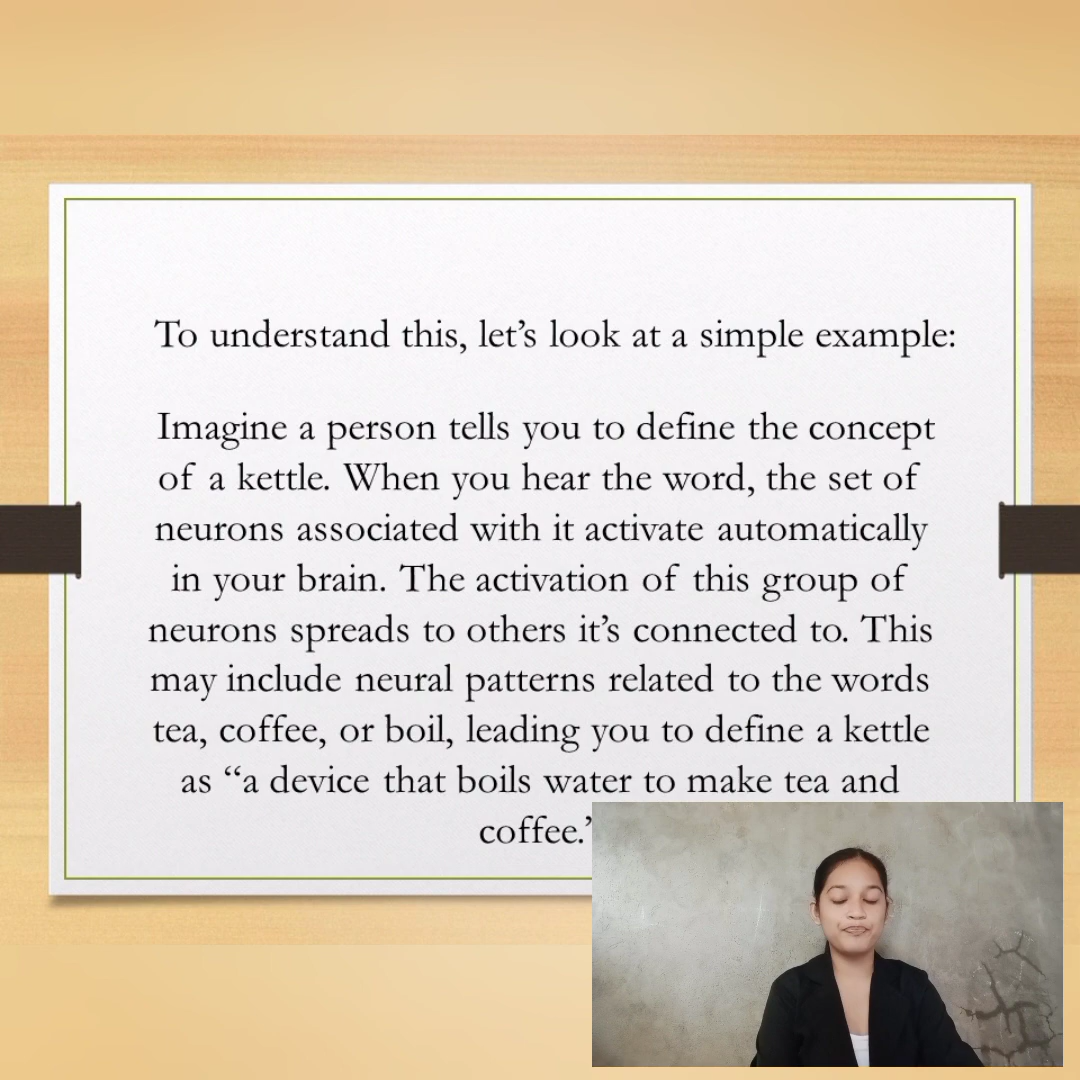 To understand this, let’s look at a simple example:
Imagine a person tells you to define the concept
of a kettle. When you hear the word, the set of
neurons associated with it activate automatically
in your brain. The activation of this group of
neurons spreads to others it’s connected to. This
may include neural patterns related to the words
tea, coffee, or boil, leading you to define a kettle
as “a device that boils water to make tea and
coffee.”